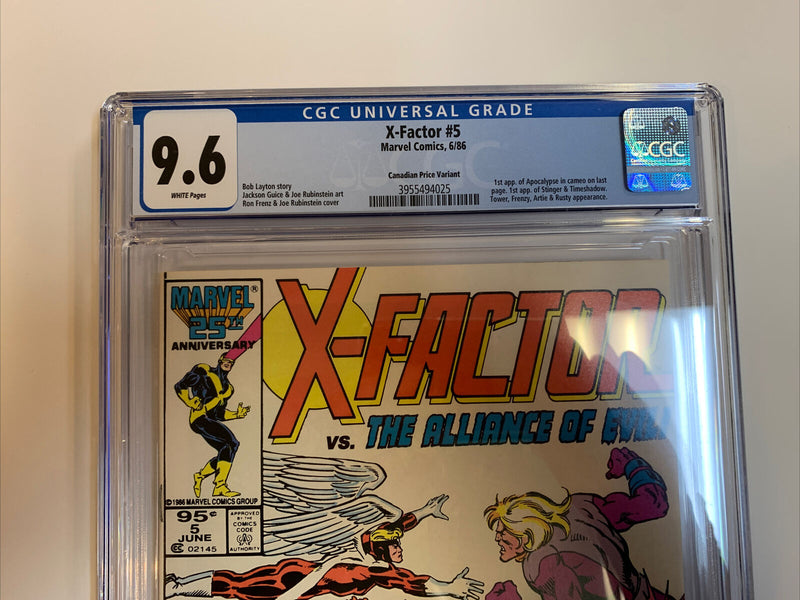 CGC UNIVERSAL GRADE
9.6
WHITE Pages
X-Factor #5
Marvel Comics, 6/86
Bob Layton story
Jackson Guice & Joe Rubinstein art
Ron Frenz & Joe Rubinstein cover
Canadian Price Variant
3955494025
1st app. of Apocalypse in cameo on last
page. 1st app. of Stinger & Timeshadow.
Tower, Frenzy, Artie & Rusty appearance.
CGC
MARVEL®
25TH
ANNIVERSARY
X-FACTOR
VS. THE ALLIANCE OF EVIL!
©1986 MARVEL COMICS GROUP
95¢
5
JUNE
CC 02145
APPROVED
BY THE
COMICS
CODE
AUTHORITY